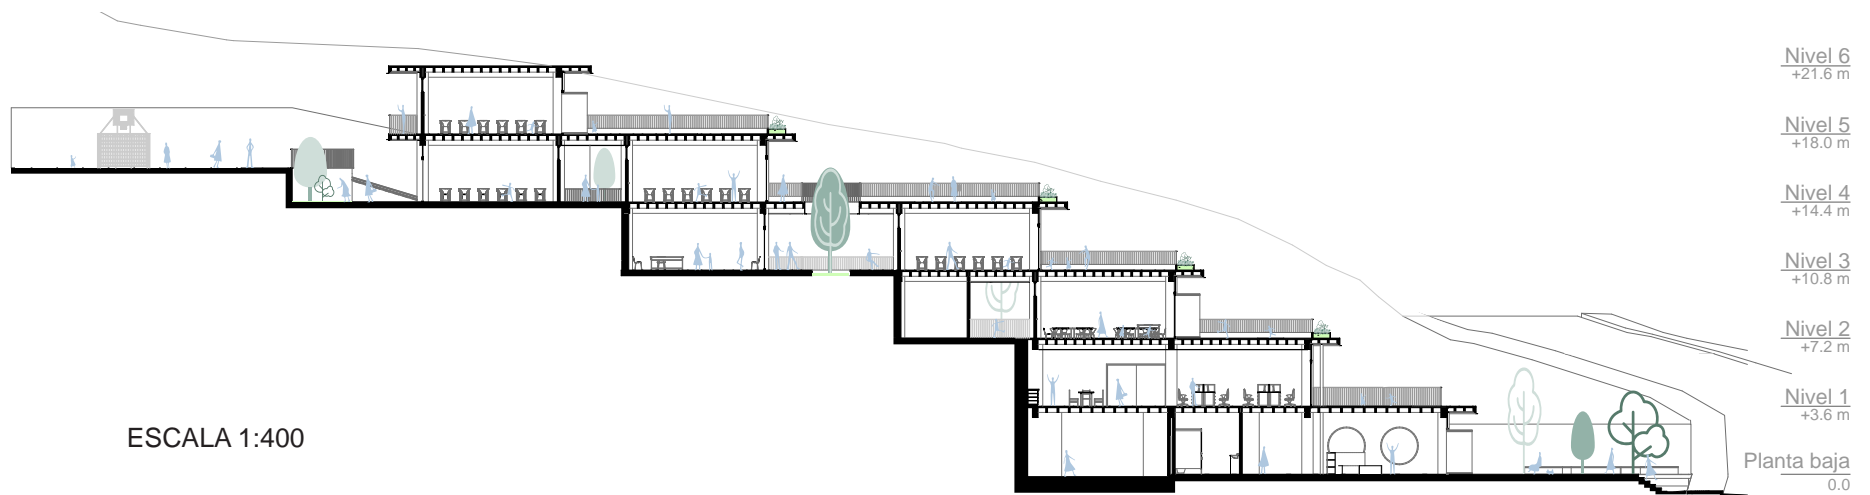 Nivel 6
+21.6 m
Nivel 5
+18.0 m
Nivel 4
+14.4 m
Nivel 3
+10.8 m
Nivel 2
+7.2 m
Nivel 1
+3.6 m
ESCALA 1:400
Planta baja
0.0